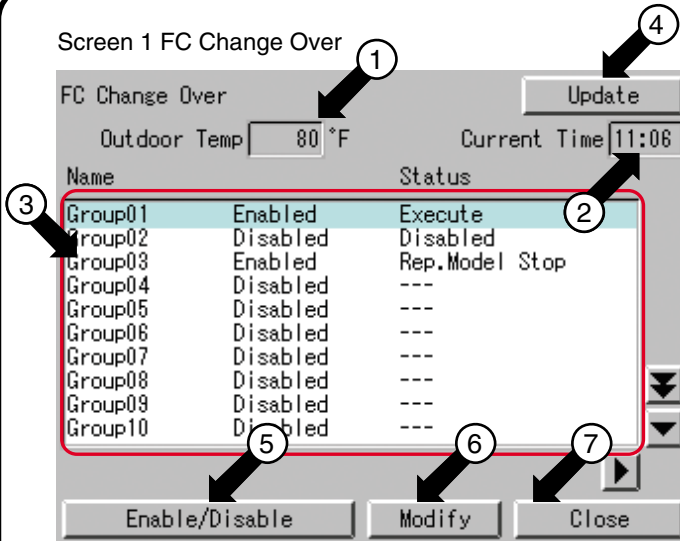 Screen 1 FC Change Over
1
4
FC Change Over
Update
Outdoor Temp 80 °F
Current Time 11:06
Name Status
3
2
Group01 Enabled Execute
Group02 Disabled Disabled
Group03 Enabled Rep.Model Stop
Group04 Disabled ---
Group05 Disabled ---
Group06 Disabled ---
Group07 Disabled ---
Group08 Disabled ---
Group09 Disabled ---
Group10 Disabled ---
5
6
7
Enable/Disable Modify Close